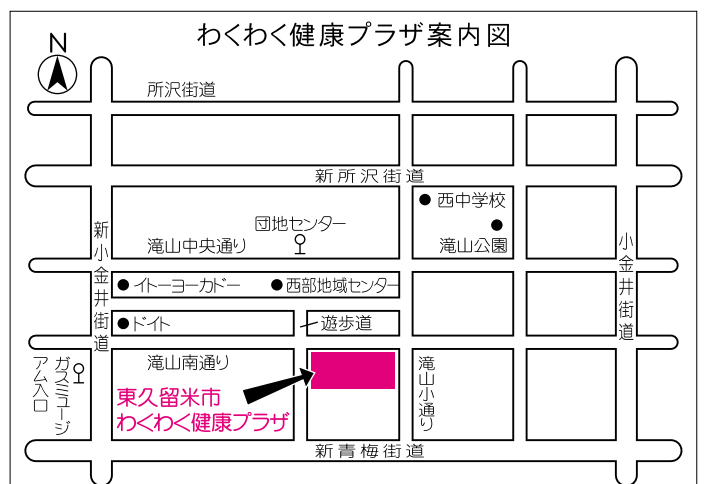 わくわく健康プラザ案内図
N
所沢街道
新所沢街道
西中学校
団地センター
滝山中央通り
滝山公園
新小金井街道
小金井街道
イトーヨーカドー
西部地域センター
ドイト
遊歩道
滝山南通り
滝山小通り
ガスミュージ
アム入口
東久留米市
わくわく健康プラザ
新青梅街道